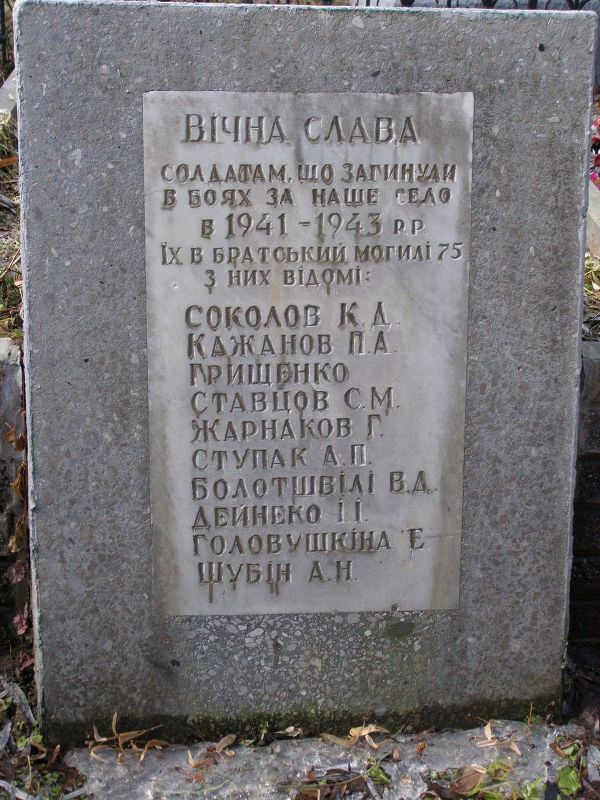 ВІЧНА СЛАВА
СОЛДАТАМ, ЩО ЗАГИНУЛИ
В БОЯХ ЗА НАШЕ СЕЛО
В 1941-1943 Р.Р
ЇХ В БРАТСЬКИЙ МОГИЛІ 75
З НИХ ВІДОМІ:
СОКОЛОВ К.Д.
КАЖАНОВ П.А.
ГРИЩЕНКО
СТАВЦОВ С.М.
ЖАРНАКОВ Г.
СТУПАК А.П.
БОЛОТШВІЛІ В.Д.
ДЕЙНЕКО І.І.
ГОЛОВУШКІНА Е
ШУБІН А.Н.